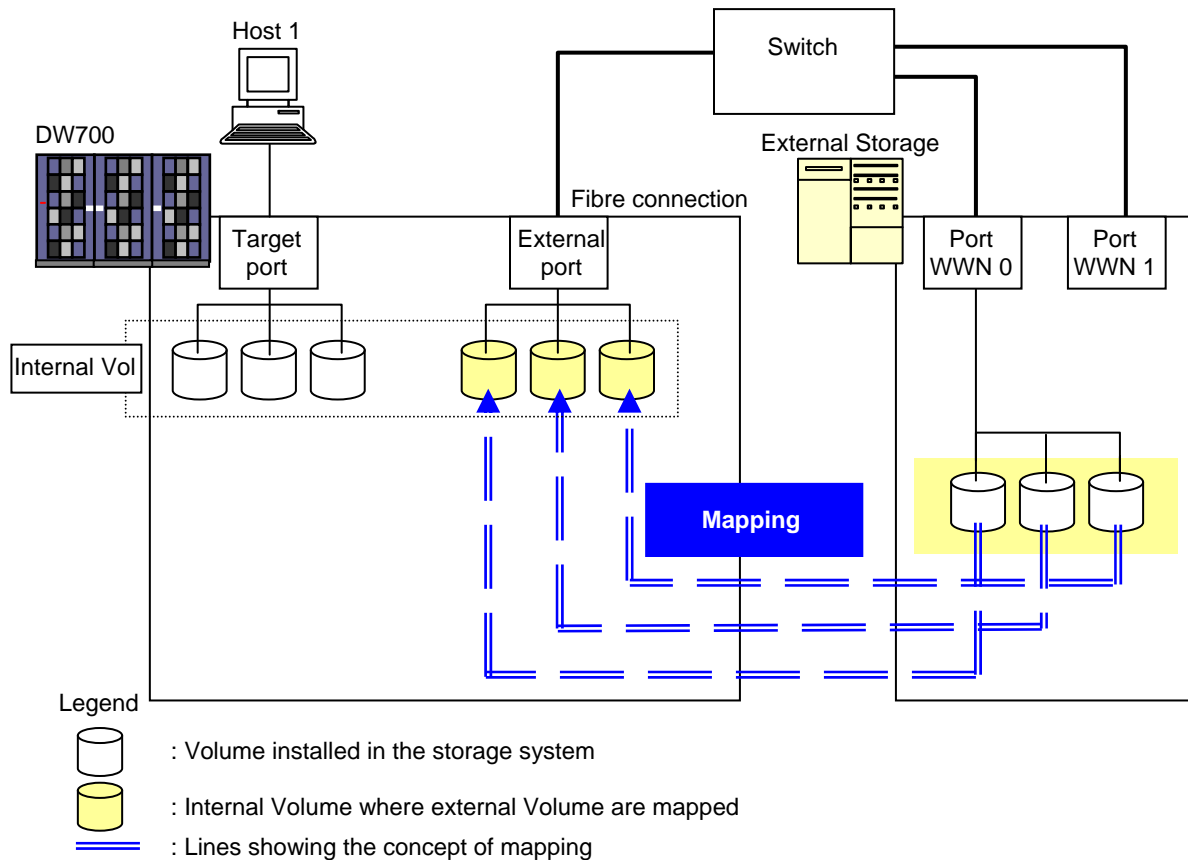 Host 1
Switch
DW700
External Storage
Fibre connection
Target
port
External
port
Port
WWN 0
Port
WWN 1
Internal Vol
Mapping
Legend
: Volume installed in the storage system
: Internal Volume where external Volume are mapped
: Lines showing the concept of mapping